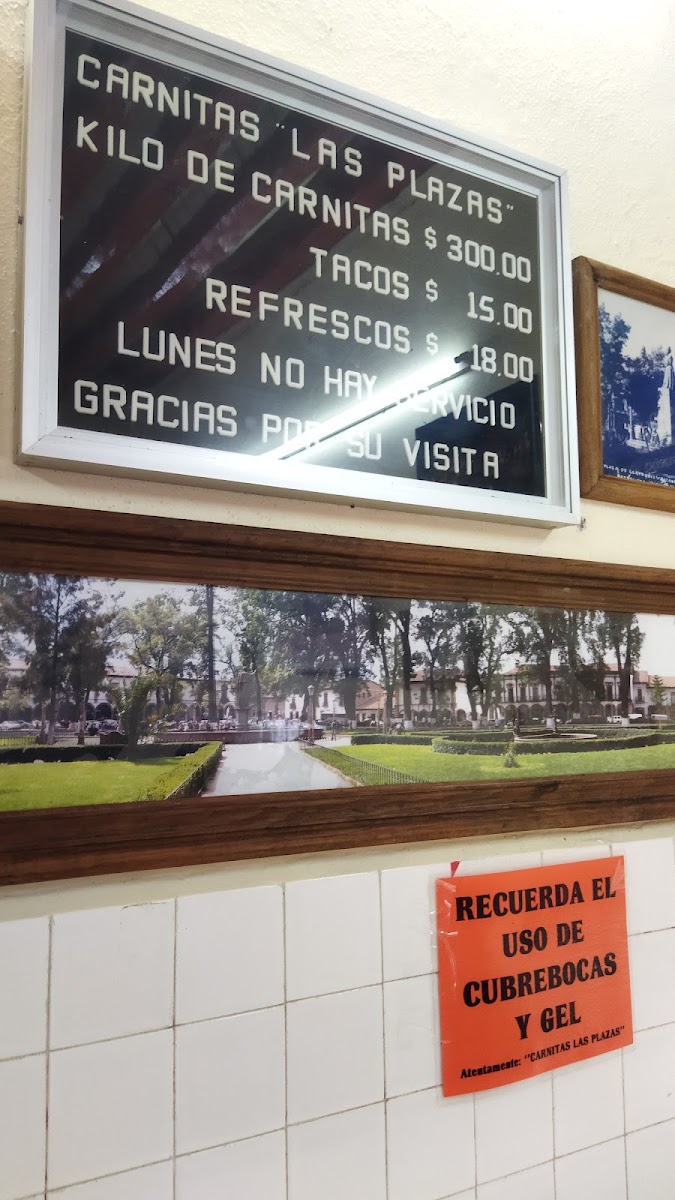 CARNITAS "LAS PLAZAS"
KILO DE CARNITAS $ 300.00
TACOS $ 15.00
REFRESCOS $ 18.00
LUNES NO HAY SERVICIO
GRACIAS POR SU VISITA
RECUERDA EL
USO DE
CUBREBOCAS
Y GEL
Atentamente: "CARNITAS LAS PLAZAS"